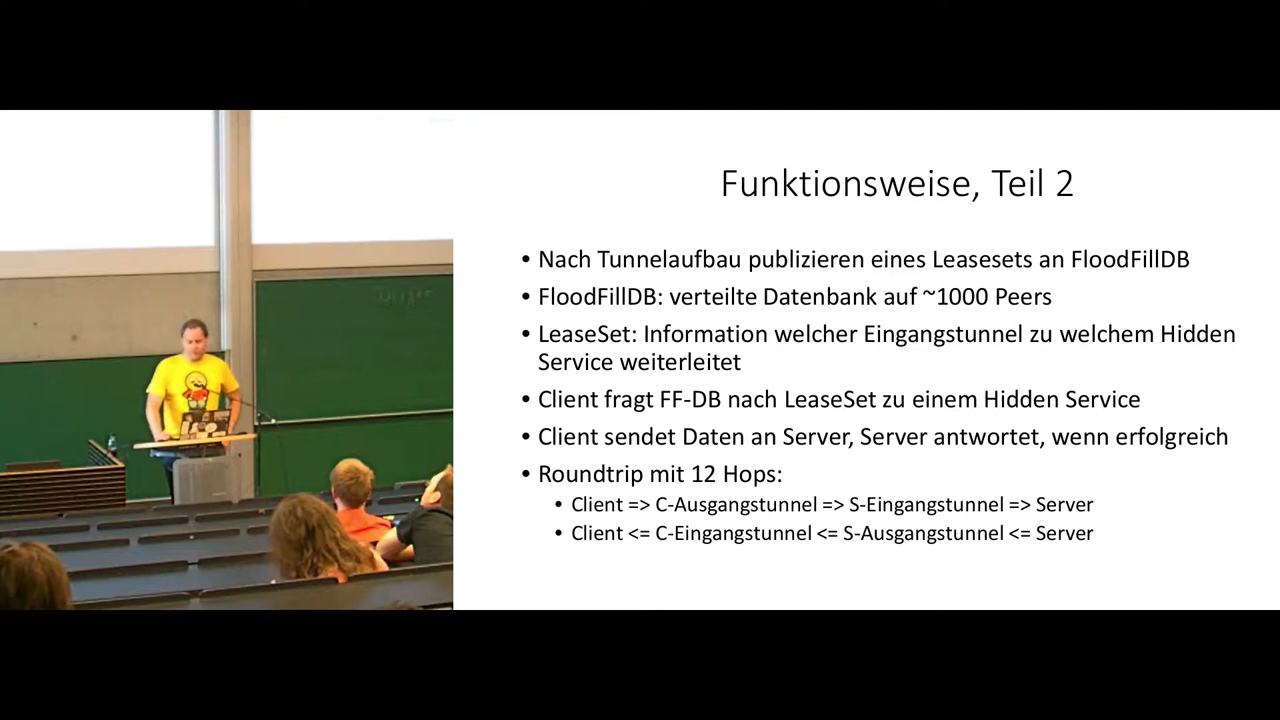 Funktionsweise, Teil 2
• Nach Tunnelaufbau publizieren eines Leasesets an FloodFillDB
• FloodFillDB: verteilte Datenbank auf ~1000 Peers
• LeaseSet: Information welcher Eingangstunnel zu welchem Hidden
Service weiterleitet
• Client fragt FF-DB nach LeaseSet zu einem Hidden Service
• Client sendet Daten an Server, Server antwortet, wenn erfolgreich
• Roundtrip mit 12 Hops:
• Client => C-Ausgangstunnel => S-Eingangstunnel => Server
• Client <= C-Eingangstunnel <= S-Ausgangstunnel <= Server